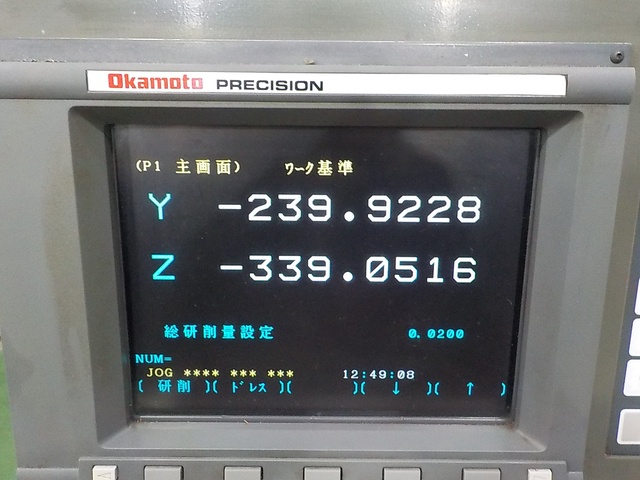 Okamoto PRECISION
(P1 主画面) ワーク基準
Y -239.9228
Z -339.0516
総研削量設定 0.0200
NUM=
JOG **** *** *** 12:49:08
( 研削 )( ドレス )( )( ↓ )( ↑ )